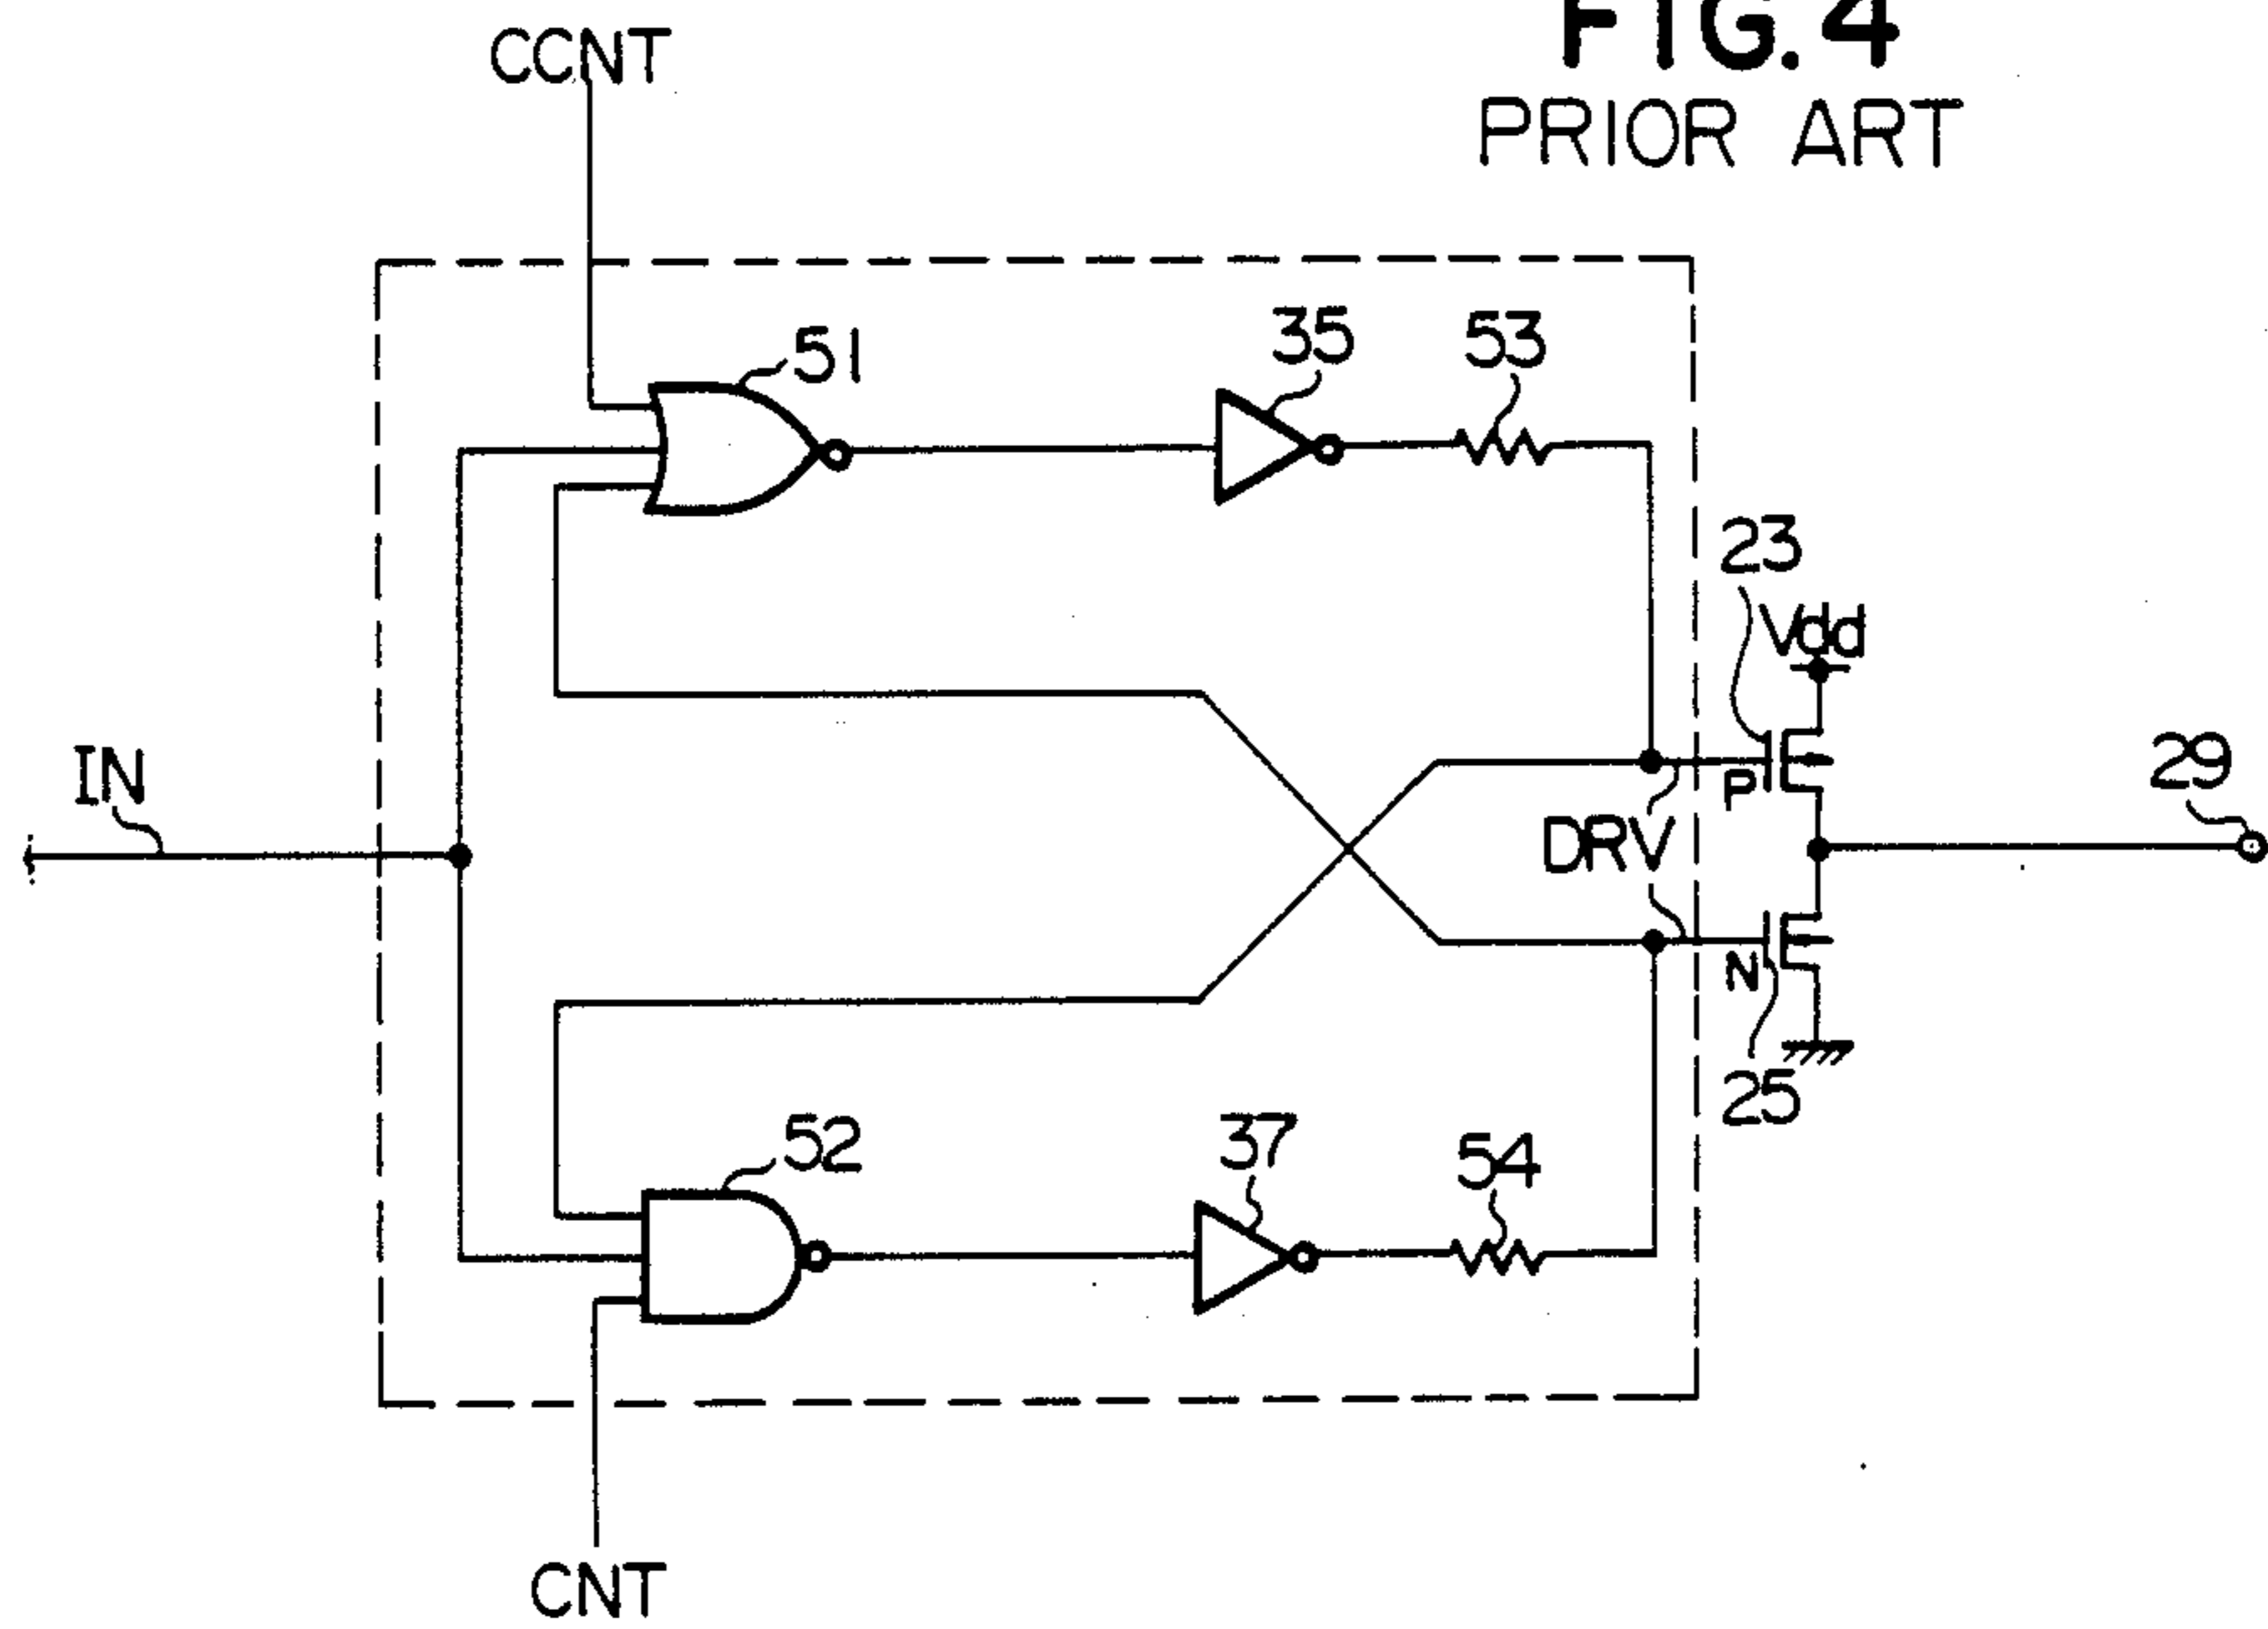 FIG. 4
PRIOR ART
CCNT
51
35
53
23
Vdd
IN
P
29
DRV
N
25
52
37
54
CNT